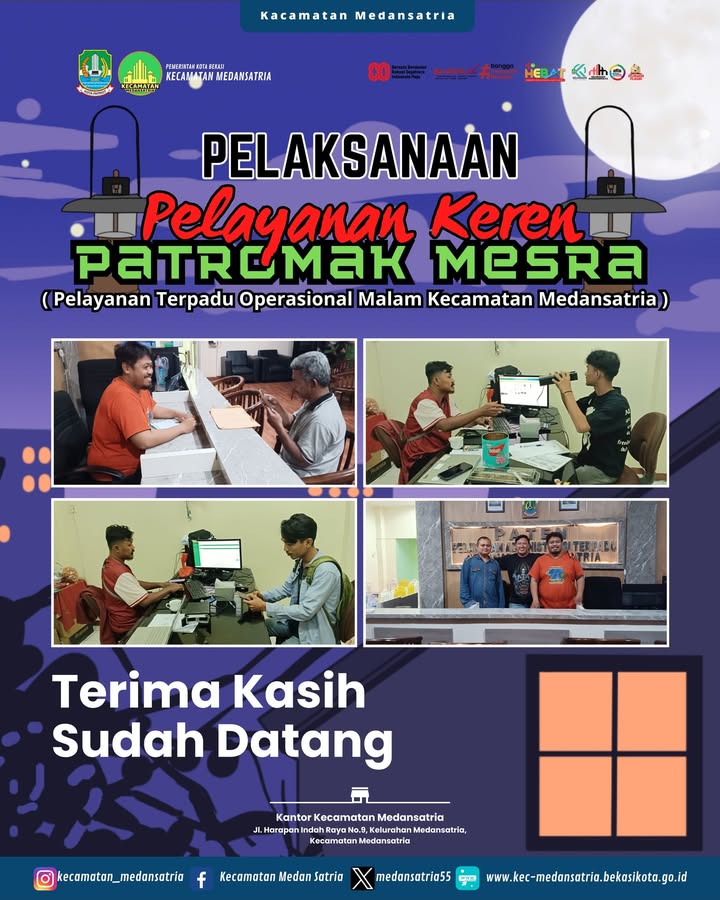 Kacamatan Medansatria
PEMERINTAH KOTA BEKASI
KECAMATAN MEDANSATRIA
KECAMATAN
HEBAT
PELAKSANAAN
Pelayanan Keren
PATROMAK MESRA
( Pelayanan Terpadu Operasional Malam Kecamatan Medansatria )
Terima Kasih
Sudah Datang
Kantor Kecamatan Medansatria
Jl. Harapan Indah Raya No.9, Kelurahan Medansatria,
Kecamatan Medansatria
kecamatan_medansatria
Kecamatan Medan Satria
medansatria55
www.kec-medansatria.bekasikota.go.id